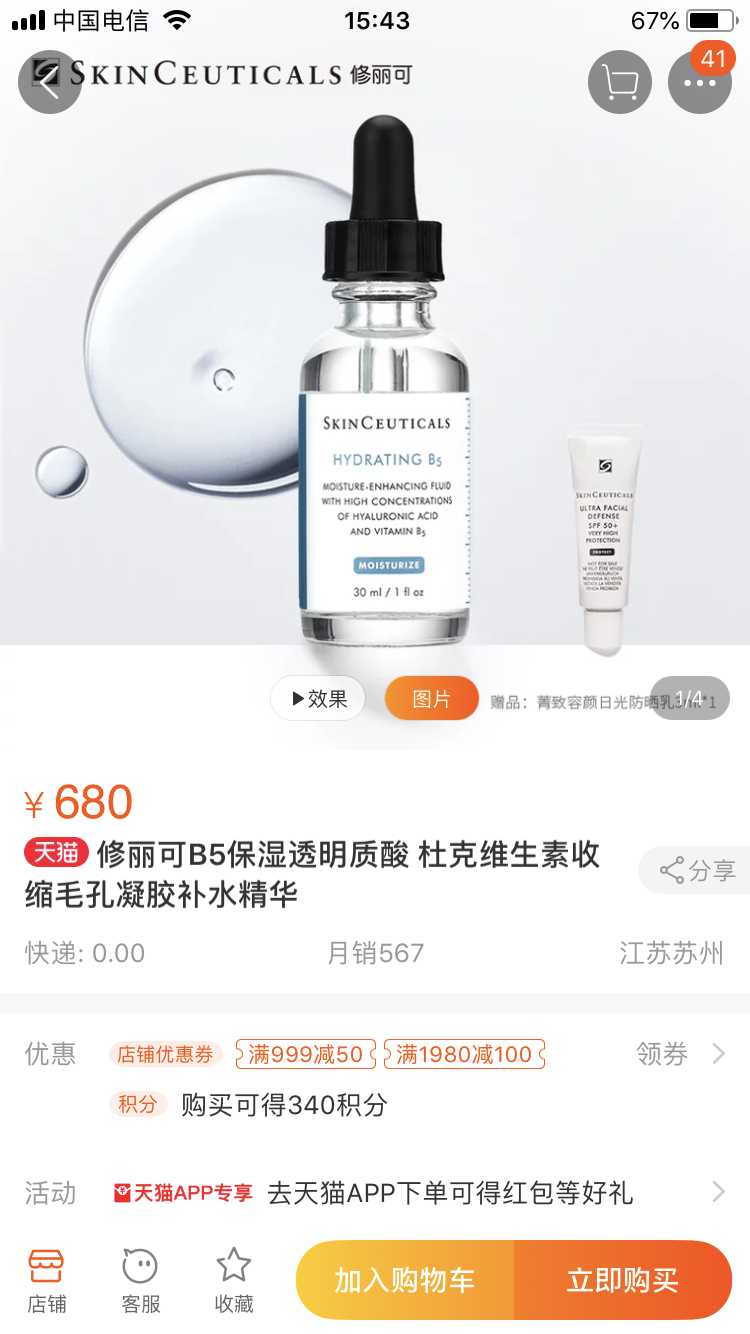 中国电信
15:43
67%
SKINCEUTICALS 修丽可
41
SKINCEUTICALS
HYDRATING B5
MOISTURE-ENHANCING FLUID
WITH HIGH CONCENTRATIONS
OF HYALURONIC ACID
AND VITAMIN B5
MOISTURIZE
30 ml / 1 fl oz
SKINCEUTICALS
ULTRA FACIAL
DEFENSE
SPF 50+
VERY HIGH
PROTECTION
PROTECT
NOT FOR SALE
效果
图片
赠品：菁致容颜日光防晒乳
1/4
¥680
天猫 修丽可B5保湿透明质酸 杜克维生素收
缩毛孔凝胶补水精华
分享
快递: 0.00
月销567
江苏苏州
优惠
店铺优惠券
满999减50
满1980减100
领券
积分 购买可得340积分
活动
天猫APP专享 去天猫APP下单可得红包等好礼
店铺
客服
收藏
加入购物车
立即购买